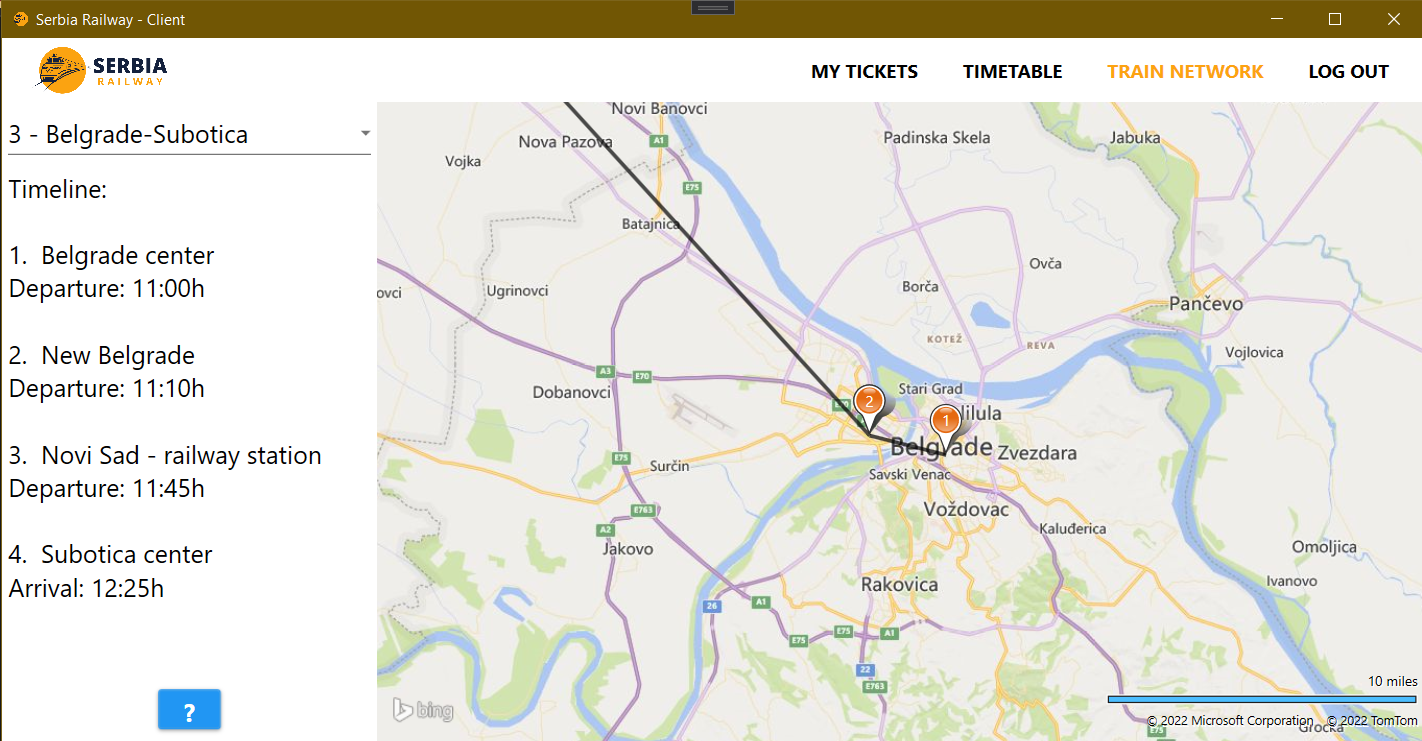 Serbia Railway - Client
SERBIA
RAILWAY
MY TICKETS
TIMETABLE
TRAIN NETWORK
LOG OUT
3 - Belgrade-Subotica
Timeline:
1. Belgrade center
Departure: 11:00h
2. New Belgrade
Departure: 11:10h
3. Novi Sad - railway station
Departure: 11:45h
4. Subotica center
Arrival: 12:25h
?
Novi Banovci
Nova Pazova
A1
Padinska Skela
Jabuka
Vojka
E75
Batajnica
Ovča
Borča
ovci
Ugrinovci
Pančevo
KOTEŽ
REVA
Vojlovica
A3
E70
Dobanovci
Stari Grad
2
1
lilula
Belgrade
Zvezdara
E75
Surčin
Savski Venac
E763
Voždovac
A2
Kaluđerica
Jakovo
Omoljica
Rakovica
Ivanovo
26
A1
E75
E75
A1
22
E763
10 miles
bing
© 2022 Microsoft Corporation
© 2022 TomTom
E75
Grocka